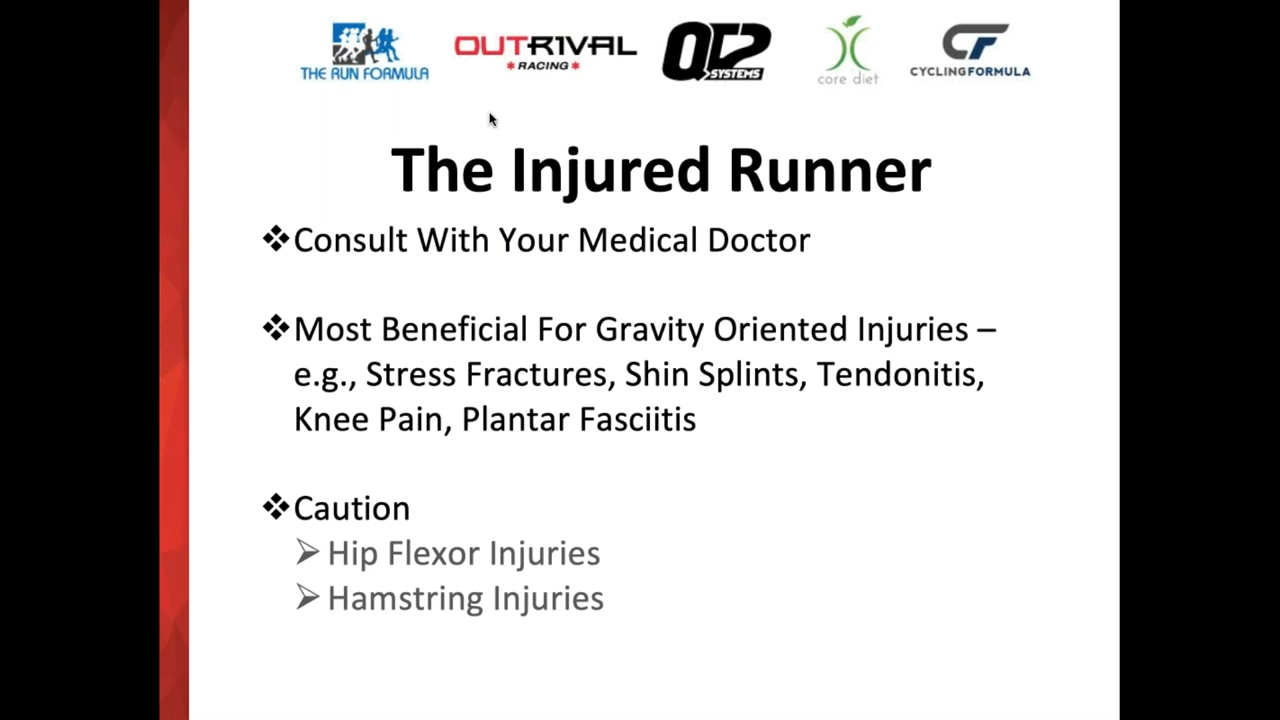 THE RUN FORMULA
OUTR1VAL
RACING
QT2
SYSTEMS
core diet
CYCLINGFORMULA
The Injured Runner
Consult With Your Medical Doctor
Most Beneficial For Gravity Oriented Injuries –
e.g., Stress Fractures, Shin Splints, Tendonitis,
Knee Pain, Plantar Fasciitis
Caution
Hip Flexor Injuries
Hamstring Injuries